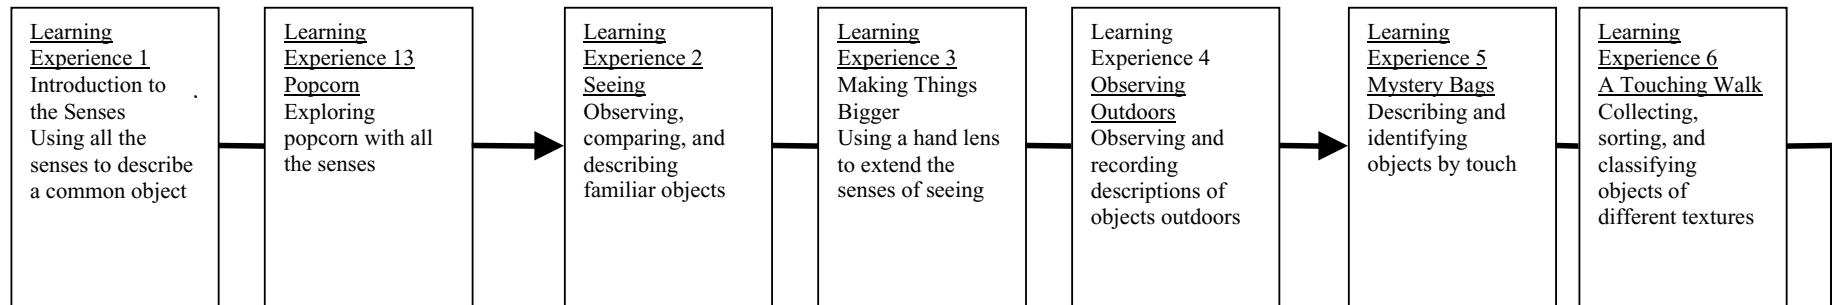 Learning
Experience 1
Introduction to
the Senses
Using all the
senses to describe
a common object
Learning
Experience 13
Popcorn
Exploring
popcorn with all
the senses
Learning
Experience 2
Seeing
Observing,
comparing, and
describing
familiar objects
Learning
Experience 3
Making Things
Bigger
Using a hand lens
to extend the
senses of seeing
Learning
Experience 4
Observing
Outdoors
Observing and
recording
descriptions of
objects outdoors
Learning
Experience 5
Mystery Bags
Describing and
identifying
objects by touch
Learning
Experience 6
A Touching Walk
Collecting,
sorting, and
classifying
objects of
different textures